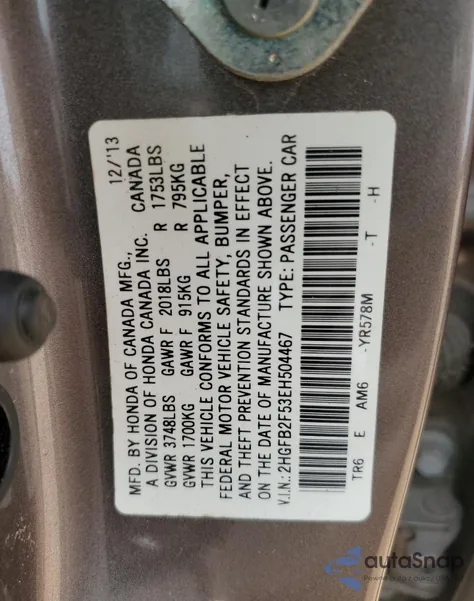 MFD. BY HONDA OF CANADA MFG., 12/'13
A DIVISION OF HONDA CANADA INC. CANADA
GVWR 3748LBS GAWR F 2018LBS R 1753LBS
GVWR 1700KG GAWR F 915KG R 795KG
THIS VEHICLE CONFORMS TO ALL APPLICABLE
FEDERAL MOTOR VEHICLE SAFETY, BUMPER,
AND THEFT PREVENTION STANDARDS IN EFFECT
ON THE DATE OF MANUFACTURE SHOWN ABOVE.
V.I.N.: 2HGFB2F53EH504467 TYPE: PASSENGER CAR
TR6 E AM6 -YR578M -T -H
autoSnap